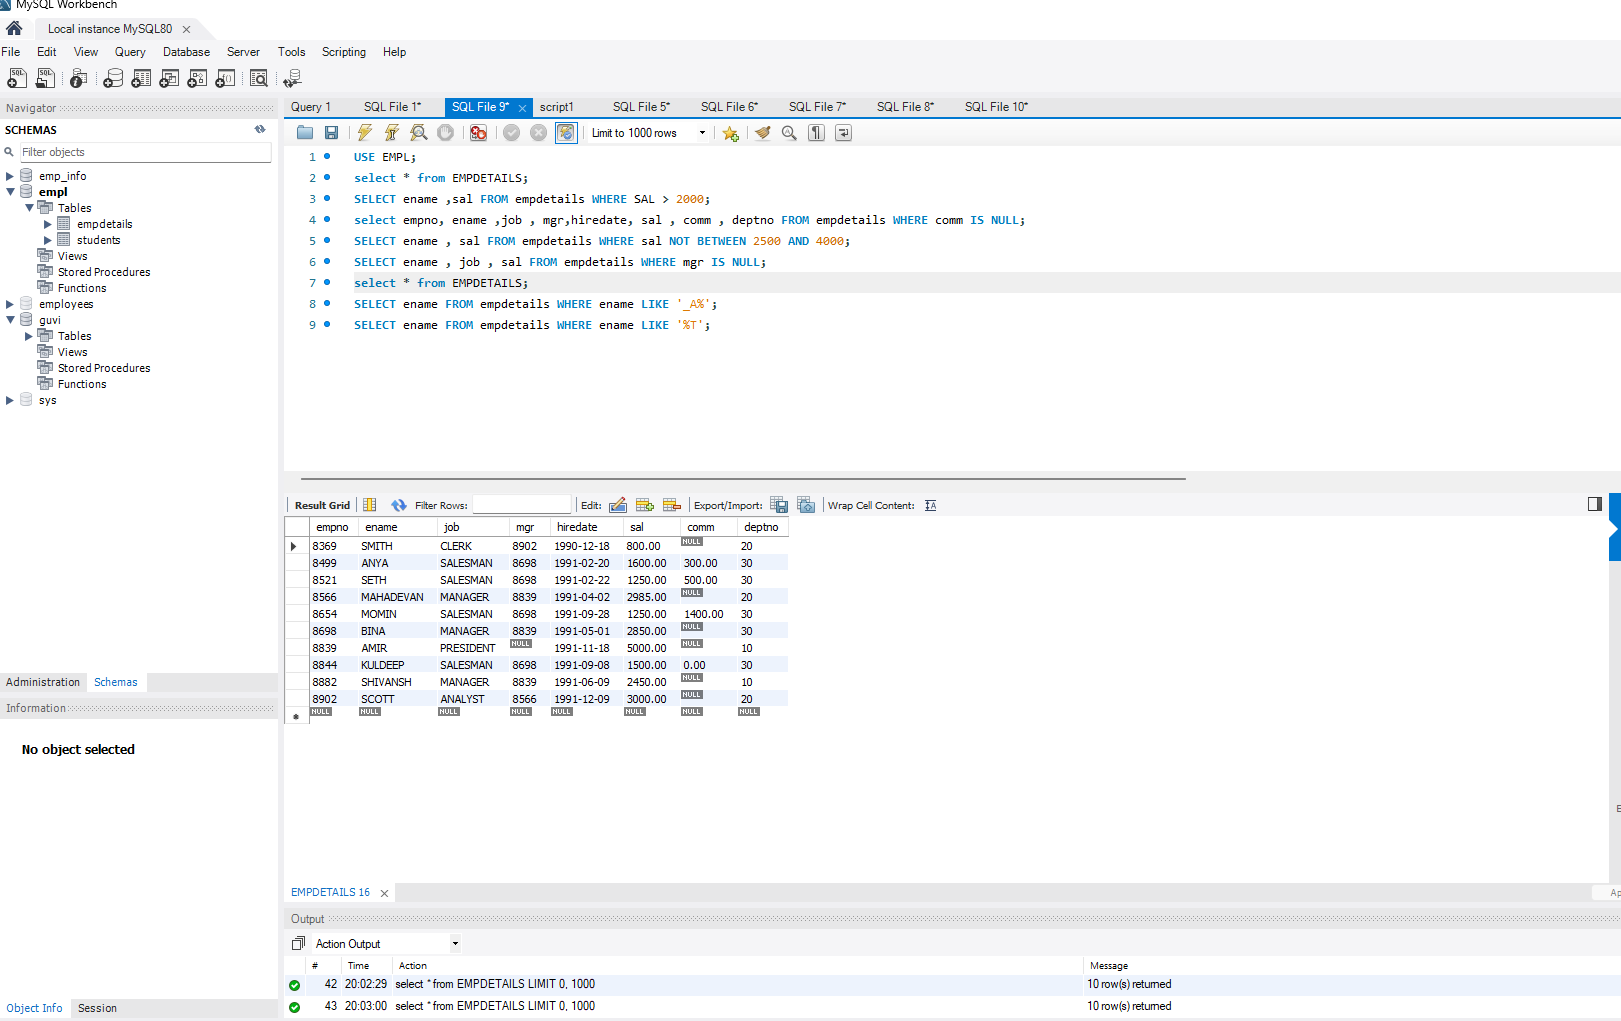 MySQL Workbench
Local instance MySQL80
File Edit View Query Database Server Tools Scripting Help
Navigator
SCHEMAS
Filter objects
emp_info
empl
Tables
empdetails
students
Views
Stored Procedures
Functions
employees
guvi
Tables
Views
Stored Procedures
Functions
sys
Administration Schemas
Information
No object selected
Object Info Session
Query 1 SQL File 1* SQL File 9* script1 SQL File 5* SQL File 6* SQL File 7* SQL File 8* SQL File 10*
Limit to 1000 rows
1 USE EMPL;
2 select * from EMPDETAILS;
3 SELECT ename ,sal FROM empdetails WHERE SAL > 2000;
4 select empno, ename ,job , mgr,hiredate, sal , comm , deptno FROM empdetails WHERE comm IS NULL;
5 SELECT ename , sal FROM empdetails WHERE sal NOT BETWEEN 2500 AND 4000;
6 SELECT ename , job , sal FROM empdetails WHERE mgr IS NULL;
7 select * from EMPDETAILS;
8 SELECT ename FROM empdetails WHERE ename LIKE '_A%';
9 SELECT ename FROM empdetails WHERE ename LIKE '%T';
Result Grid Filter Rows: Edit: Export/Import: Wrap Cell Content:
empno ename job mgr hiredate sal comm deptno
8369 SMITH CLERK 8902 1990-12-18 800.00 NULL 20
8499 ANYA SALESMAN 8698 1991-02-20 1600.00 300.00 30
8521 SETH SALESMAN 8698 1991-02-22 1250.00 500.00 30
8566 MAHADEVAN MANAGER 8839 1991-04-02 2985.00 NULL 20
8654 MOMIN SALESMAN 8698 1991-09-28 1250.00 1400.00 30
8698 BINA MANAGER 8839 1991-05-01 2850.00 NULL 30
8839 AMIR PRESIDENT NULL 1991-11-18 5000.00 NULL 10
8844 KULDEEP SALESMAN 8698 1991-09-08 1500.00 0.00 30
8882 SHIVANSH MANAGER 8839 1991-06-09 2450.00 NULL 10
8902 SCOTT ANALYST 8566 1991-12-09 3000.00 NULL 20
NULL NULL NULL NULL NULL NULL NULL NULL
EMPDETAILS 16
Output
Action Output
# Time Action Message
42 20:02:29 select * from EMPDETAILS LIMIT 0, 1000 10 row(s) returned
43 20:03:00 select * from EMPDETAILS LIMIT 0, 1000 10 row(s) returned